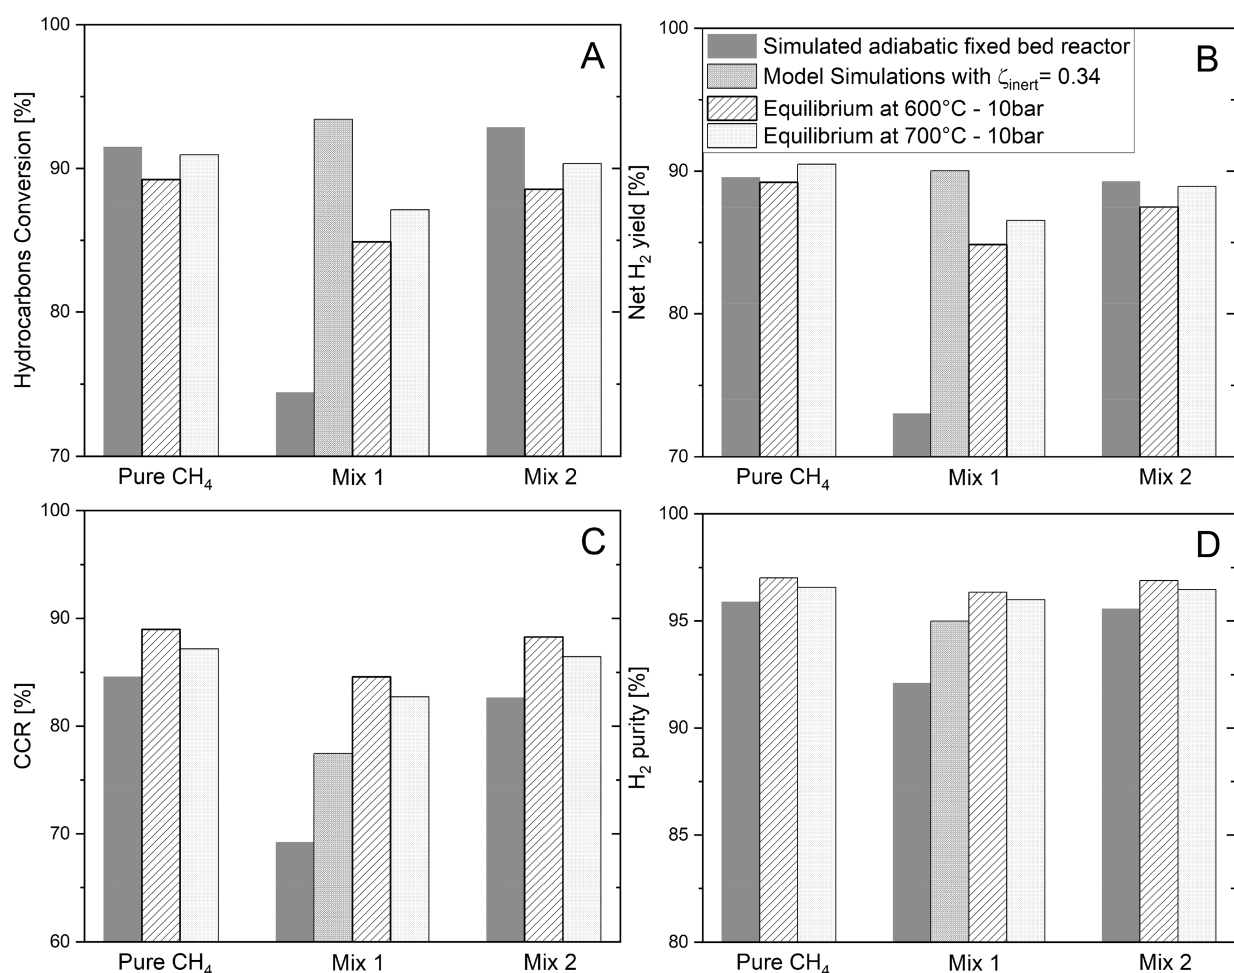 A
Hydrocarbons Conversion [%]
100
90
80
70
Pure CH₄ Mix 1 Mix 2
B
Net H₂ yield [%]
100
90
80
70
Simulated adiabatic fixed bed reactor
Model Simulations with ζinert= 0.34
Equilibrium at 600°C - 10bar
Equilibrium at 700°C - 10bar
Pure CH₄ Mix 1 Mix 2
C
CCR [%]
100
90
80
70
60
Pure CH₄ Mix 1 Mix 2
D
H₂ purity [%]
100
95
90
85
80
Pure CH₄ Mix 1 Mix 2